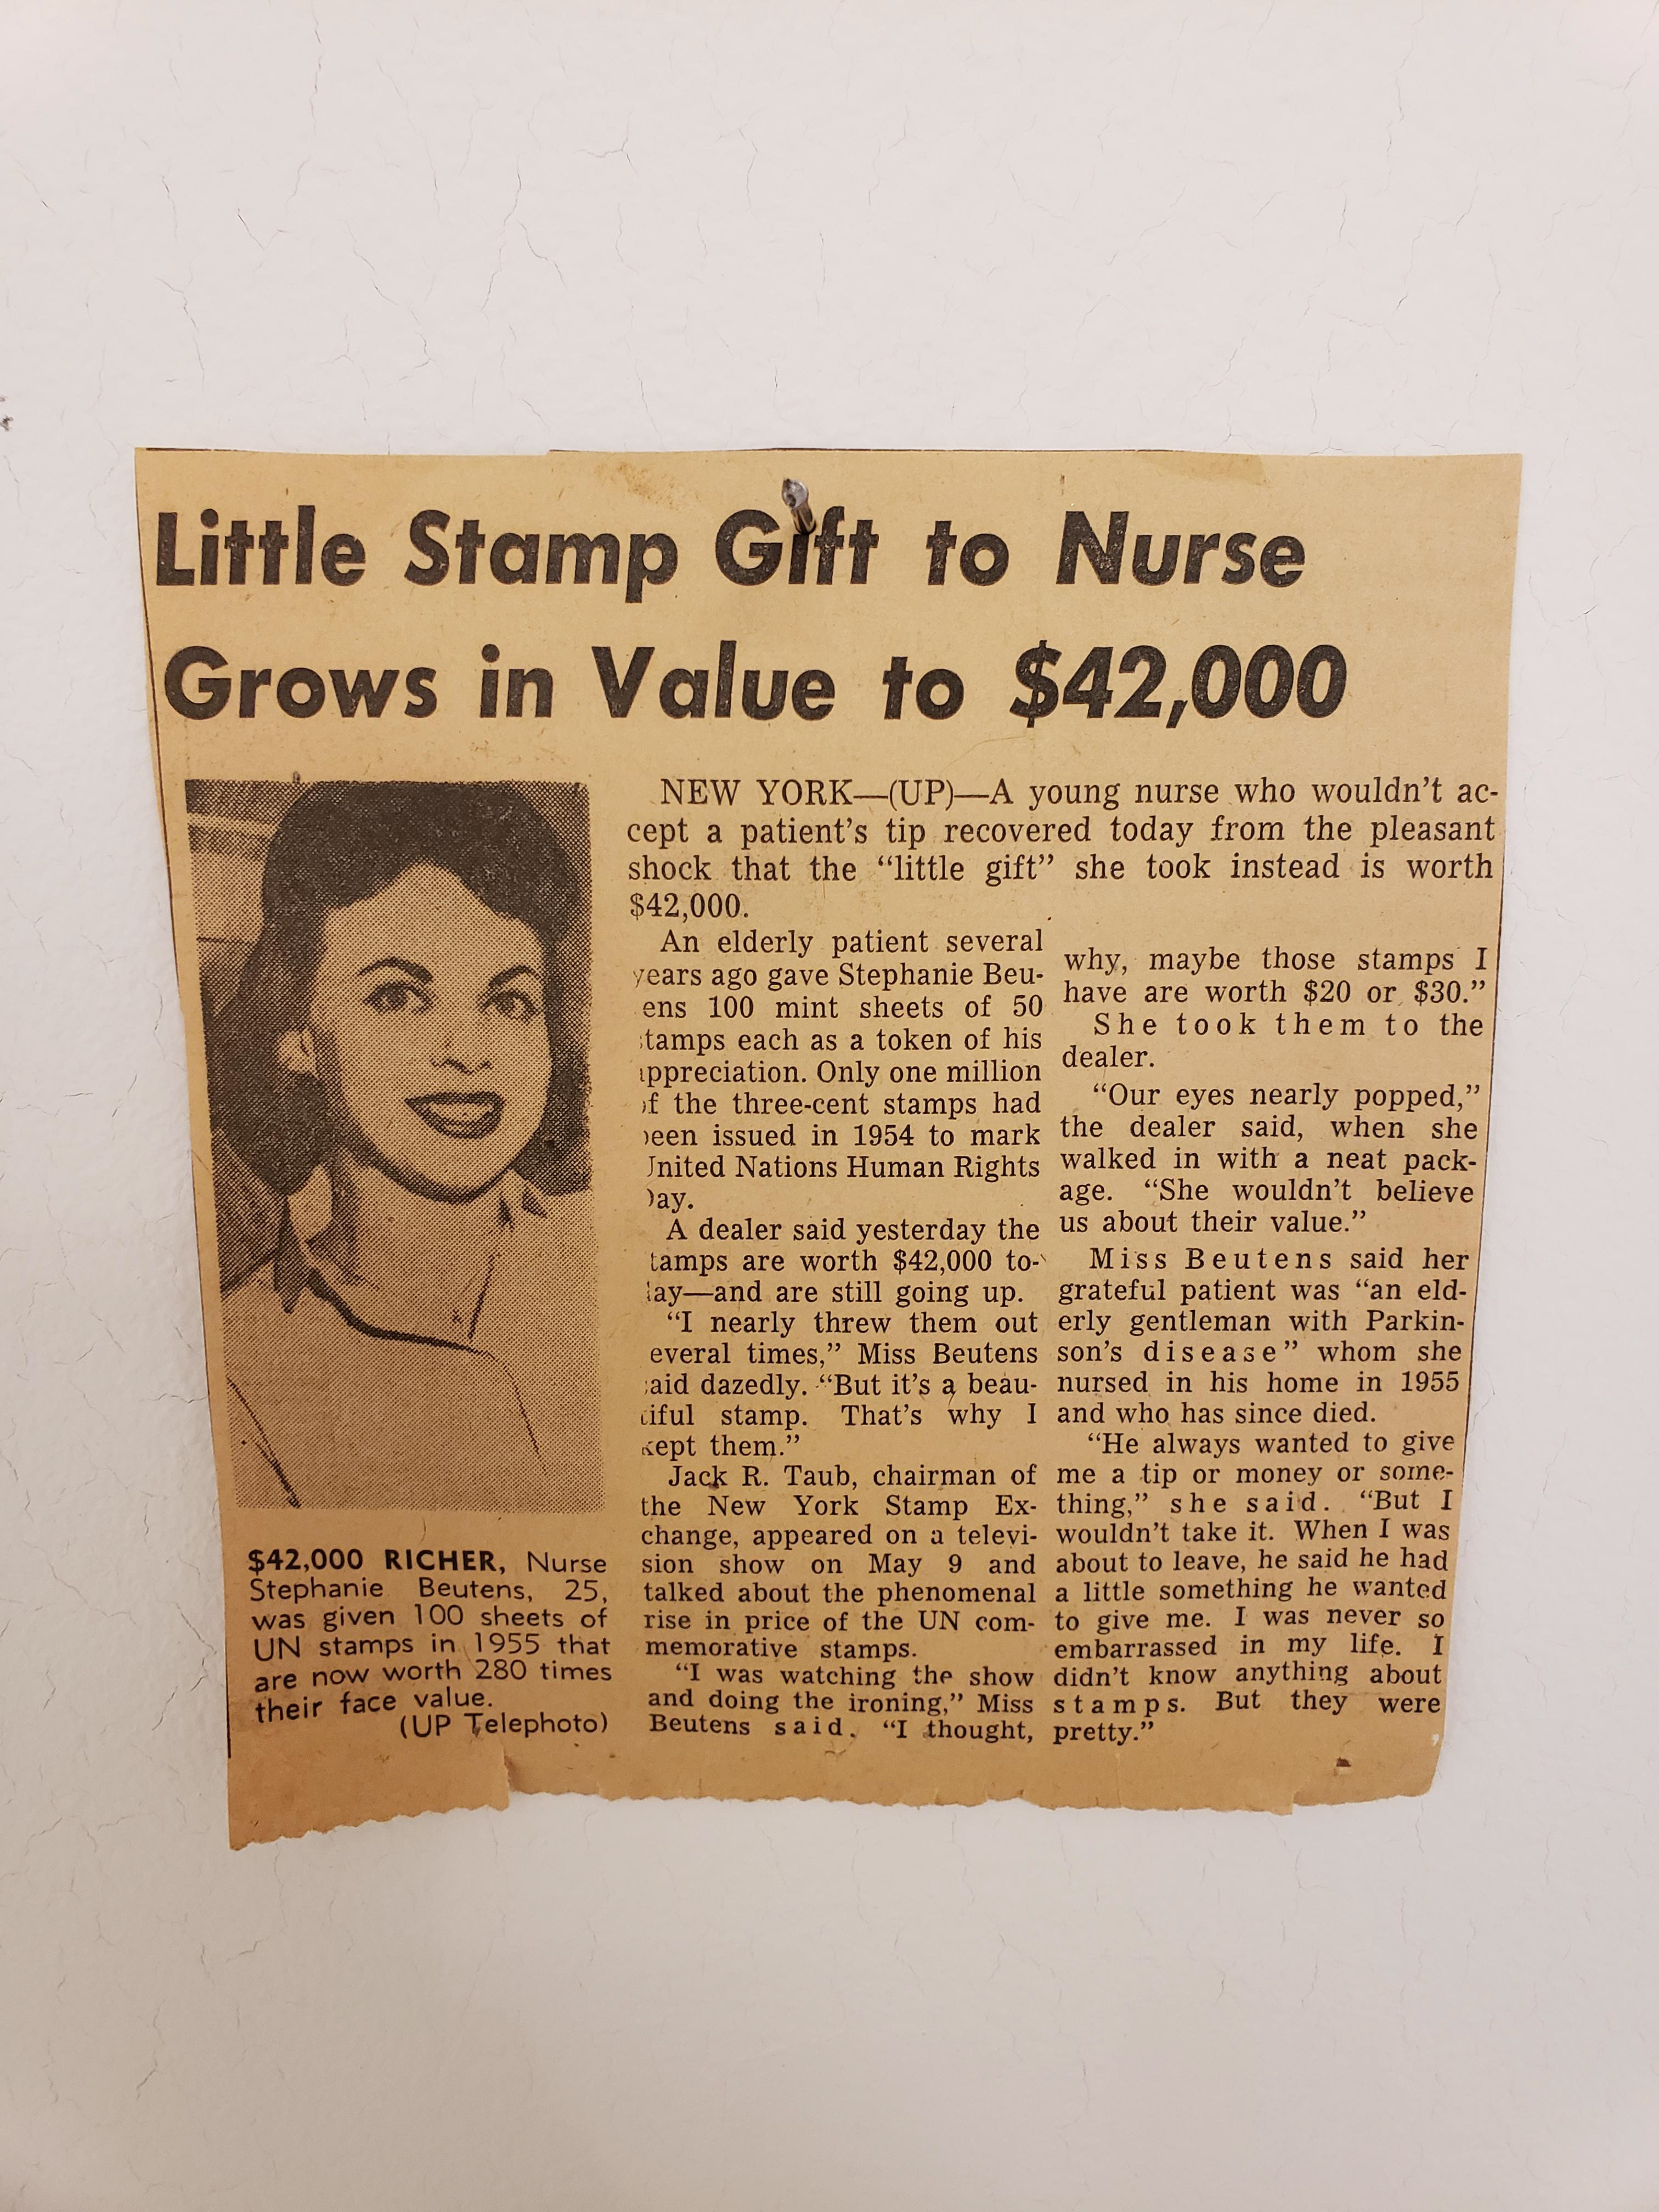 Little Stamp Gift to Nurse
Grows in Value to $42,000
NEW YORK—(UP)—A young nurse who wouldn't ac-
cept a patient's tip recovered today from the pleasant
shock that the “little gift” she took instead is worth
$42,000.
An elderly patient several
years ago gave Stephanie Beu-
ens 100 mint sheets of 50
tamps each as a token of his
appreciation. Only one million
of the three-cent stamps had
been issued in 1954 to mark
United Nations Human Rights
Day.
A dealer said yesterday the
tamps are worth $42,000 to-
day—and are still going up.
“I nearly threw them out
everal times,” Miss Beutens
said dazedly. “But it's a beau-
tiful stamp. That's why I
kept them.”
Jack R. Taub, chairman of
the New York Stamp Ex-
change, appeared on a televi-
sion show on May 9 and
talked about the phenomenal
rise in price of the UN com-
memorative stamps.
“I was watching the show
and doing the ironing,” Miss
Beutens said. “I thought,
why, maybe those stamps I
have are worth $20 or $30.”
She took them to the
dealer.
“Our eyes nearly popped,”
the dealer said, when she
walked in with a neat pack-
age. “She wouldn't believe
us about their value.”
Miss Beutens said her
grateful patient was “an eld-
erly gentleman with Parkin-
son's disease” whom she
nursed in his home in 1955
and who has since died.
“He always wanted to give
me a tip or money or some-
thing,” she said. “But I
wouldn't take it. When I was
about to leave, he said he had
a little something he wanted
to give me. I was never so
embarrassed in my life. I
didn't know anything about
stamps. But they were
pretty.”
$42,000 RICHER, Nurse
Stephanie Beutens, 25,
was given 100 sheets of
UN stamps in 1955 that
are now worth 280 times
their face value.
(UP Telephoto)